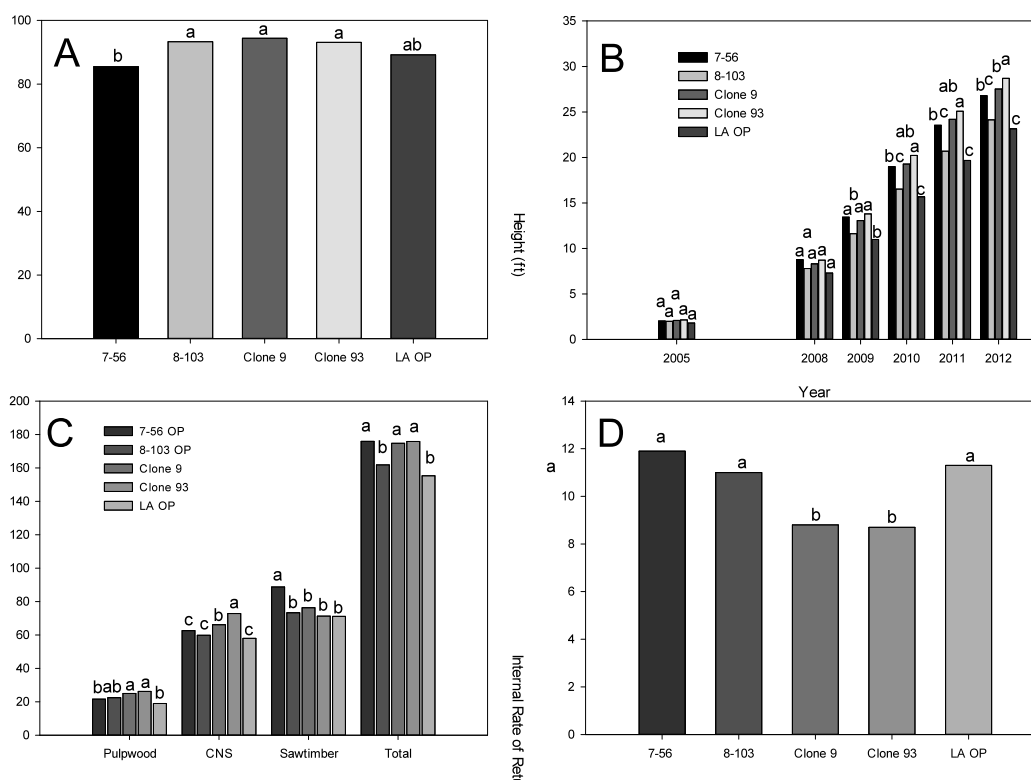 A
100
80
60
40
20
0
b
a
a
a
ab
7-56
8-103
Clone 9
Clone 93
LA OP
B
Height (ft)
35
30
25
20
15
10
5
0
7-56
8-103
Clone 9
Clone 93
LA OP
a a a a a
a a a a a
a b a a b
b c ab a c
b c ab a c
b c b a c
2005
2008
2009
2010
2011
2012
Year
C
200
180
160
140
120
100
80
60
40
20
0
7-56 OP
8-103 OP
Clone 9
Clone 93
LA OP
b ab a a b
c c b a c
a b b b b
a b a a b
Pulpwood
CNS
Sawtimber
Total
D
a
Internal Rate of Ret
14
12
10
8
6
4
2
0
a
a
b
b
a
7-56
8-103
Clone 9
Clone 93
LA OP